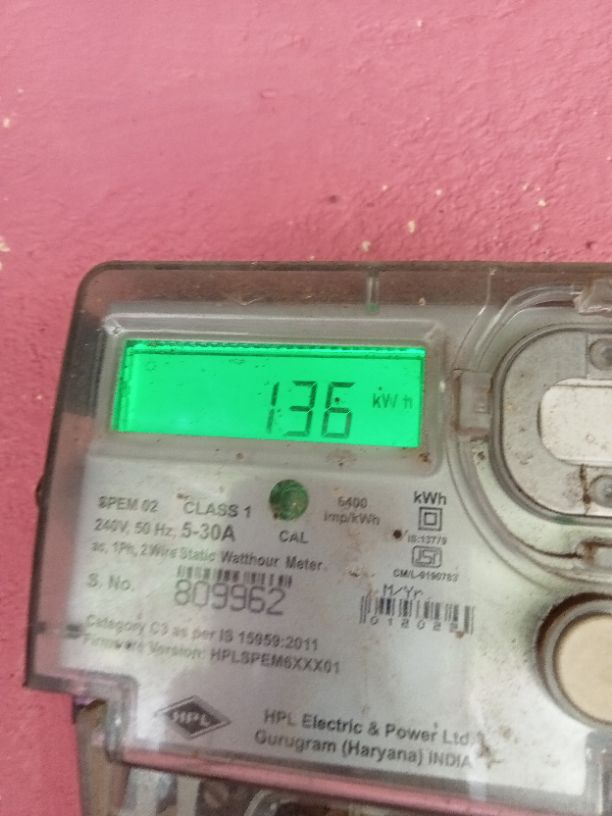 136 kWh
SPEM 02 CLASS 1 6400 kWh
240V, 50 Hz, 5-30A CAL imp/kWh
IS:13779
ac, 1Ph, 2 Wire Static Watthour Meter
CM/L-9190783
S. No. 809962 M/Yr
Category C3 as per IS 15959:2011
Firmware Version: HPLSPEM6XXX01
HPL HPL Electric & Power Ltd.
Gurugram (Haryana) INDIA